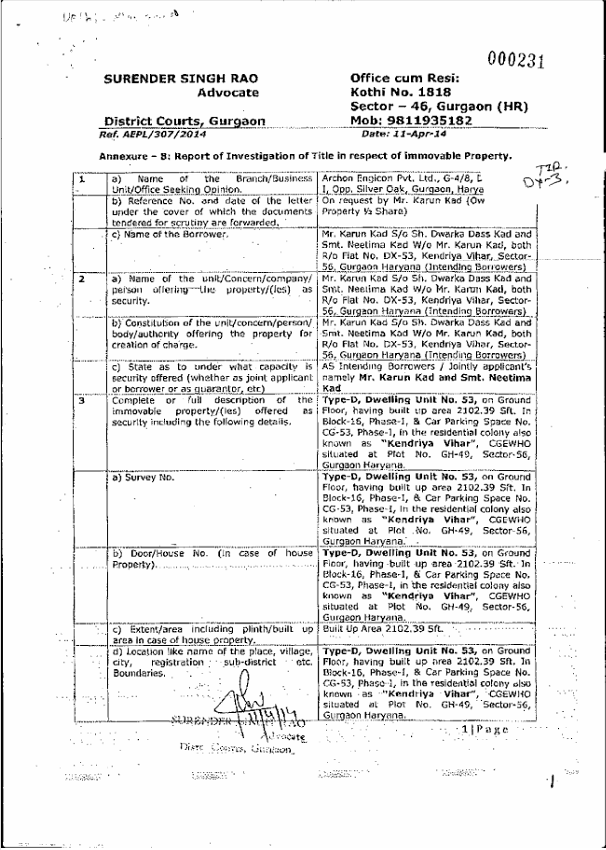 000231
SURENDER SINGH RAO
Advocate
District Courts, Gurgaon
Ref. AEPL/307/2014
Office cum Resi:
Kothi No. 1818
Sector – 46, Gurgaon (HR)
Mob: 9811935182
Date: 11-Apr-14
Annexure – B: Report of Investigation of Title in respect of immovable Property.
1
a) Name of the Branch/Business
Unit/Office Seeking Opinion.
Archon Engicon Pvt. Ltd., G-4/8,
I, Opp. Silver Oak, Gurgaon, Harya
b) Reference No. and date of the letter
under the cover of which the documents
tendered for scrutiny are forwarded.
On request by Mr. Karun Kad (Ow
Property ½ Share)
c) Name of the Borrower.
Mr. Karun Kad S/o Sh. Dwarka Dass Kad and
Smt. Neetima Kad W/o Mr. Karun Kad, both
R/o Flat No. DX-53, Kendriya Vihar, Sector-
56, Gurgaon Haryana (Intending Borrowers)
2
a) Name of the unit/Concern/company/
person offering the property/(ies) as
security.
Mr. Karun Kad S/o Sh. Dwarka Dass Kad and
Smt. Neetima Kad W/o Mr. Karun Kad, both
R/o Flat No. DX-53, Kendriya Vihar, Sector-
56, Gurgaon Haryana (Intending Borrowers)
b) Constitution of the unit/concern/person/
body/authority offering the property for
creation of charge.
Mr. Karun Kad S/o Sh. Dwarka Dass Kad and
Smt. Neetima Kad W/o Mr. Karun Kad, both
R/o Flat No. DX-53, Kendriya Vihar, Sector-
56, Gurgaon Haryana (Intending Borrowers)
c) State as to under what capacity is
security offered (whether as joint applicant
or borrower or as guarantor, etc)
AS Intending Borrowers / Jointly applicant's
namely Mr. Karun Kad and Smt. Neetima
Kad
3
Complete or full description of the
immovable property/(ies) offered as
security including the following details.
Type-D, Dwelling Unit No. 53, on Ground
Floor, having built up area 2102.39 Sft. In
Block-16, Phase-I, & Car Parking Space No.
CG-53, Phase-I, in the residential colony also
known as "Kendriya Vihar", CGEWHO
situated at Plot No. GH-49, Sector-56,
Gurgaon Haryana.
a) Survey No.
Type-D, Dwelling Unit No. 53, on Ground
Floor, having built up area 2102.39 Sft. In
Block-16, Phase-I, & Car Parking Space No.
CG-53, Phase-I, in the residential colony also
known as "Kendriya Vihar", CGEWHO
situated at Plot No. GH-49, Sector-56,
Gurgaon Haryana.
b) Door/House No. (in case of house
Property)
Type-D, Dwelling Unit No. 53, on Ground
Floor, having built up area 2102.39 Sft. In
Block-16, Phase-I, & Car Parking Space No.
CG-53, Phase-I, in the residential colony also
known as "Kendriya Vihar", CGEWHO
situated at Plot No. GH-49, Sector-56,
Gurgaon Haryana.
c) Extent/area including plinth/built up
area in case of house property.
Built Up Area 2102.39 Sft.
d) Location like name of the place, village,
city, registration sub-district etc.
Boundaries.
Type-D, Dwelling Unit No. 53, on Ground
Floor, having built up area 2102.39 Sft. In
Block-16, Phase-I, & Car Parking Space No.
CG-53, Phase-I, in the residential colony also
known as "Kendriya Vihar", CGEWHO
situated at Plot No. GH-49, Sector-56,
Gurgaon Haryana.
SURENDER
Advocate
Distt Courts, Gurgaon
1|Page